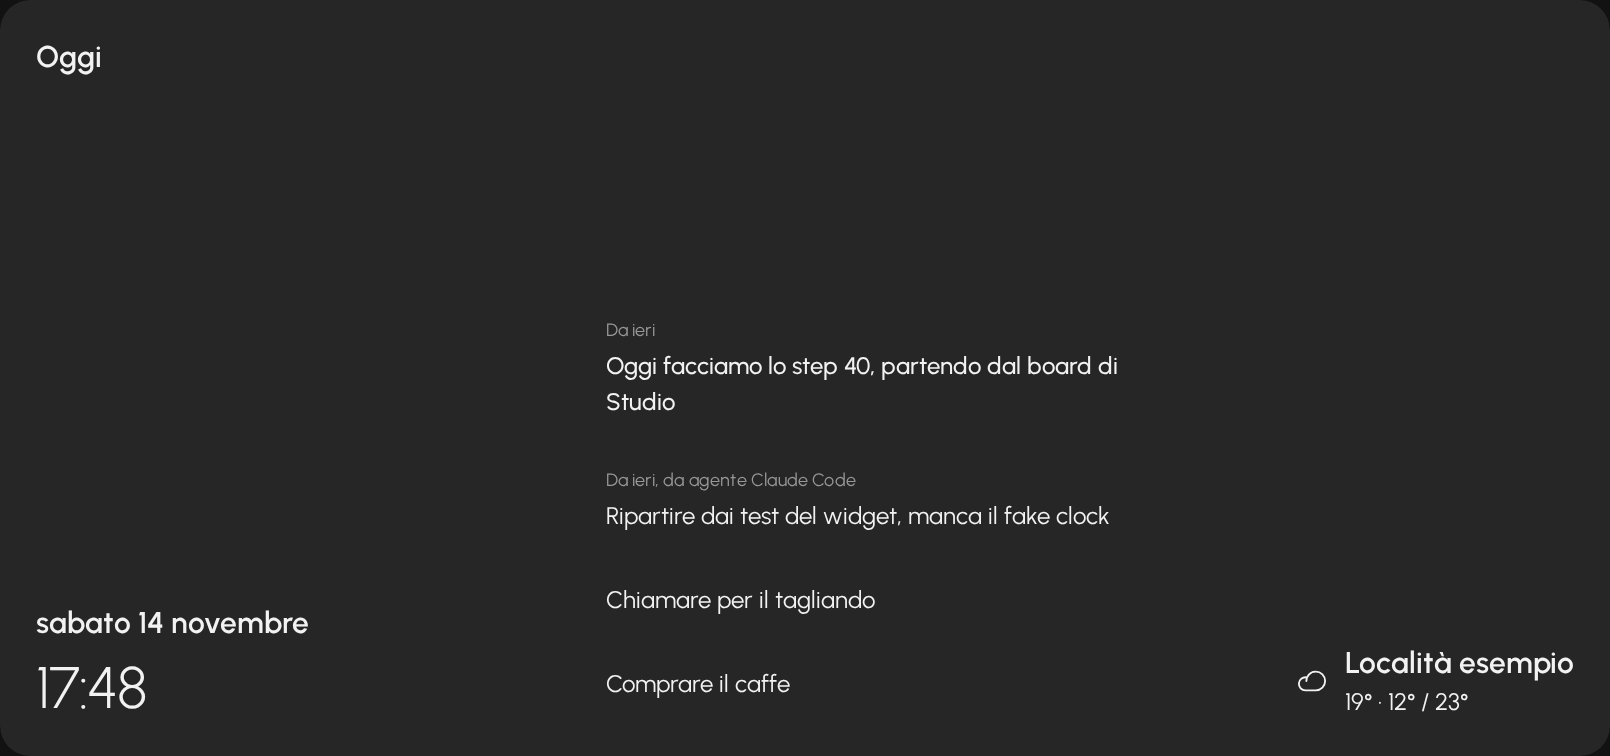 Oggi
Da ieri
Oggi facciamo lo step 40, partendo dal board di
Studio
Da ieri, da agente Claude Code
Ripartire dai test del widget, manca il fake clock
Chiamare per il tagliando
Comprare il caffe
sabato 14 novembre
17:48
Località esempio
19° · 12° / 23°